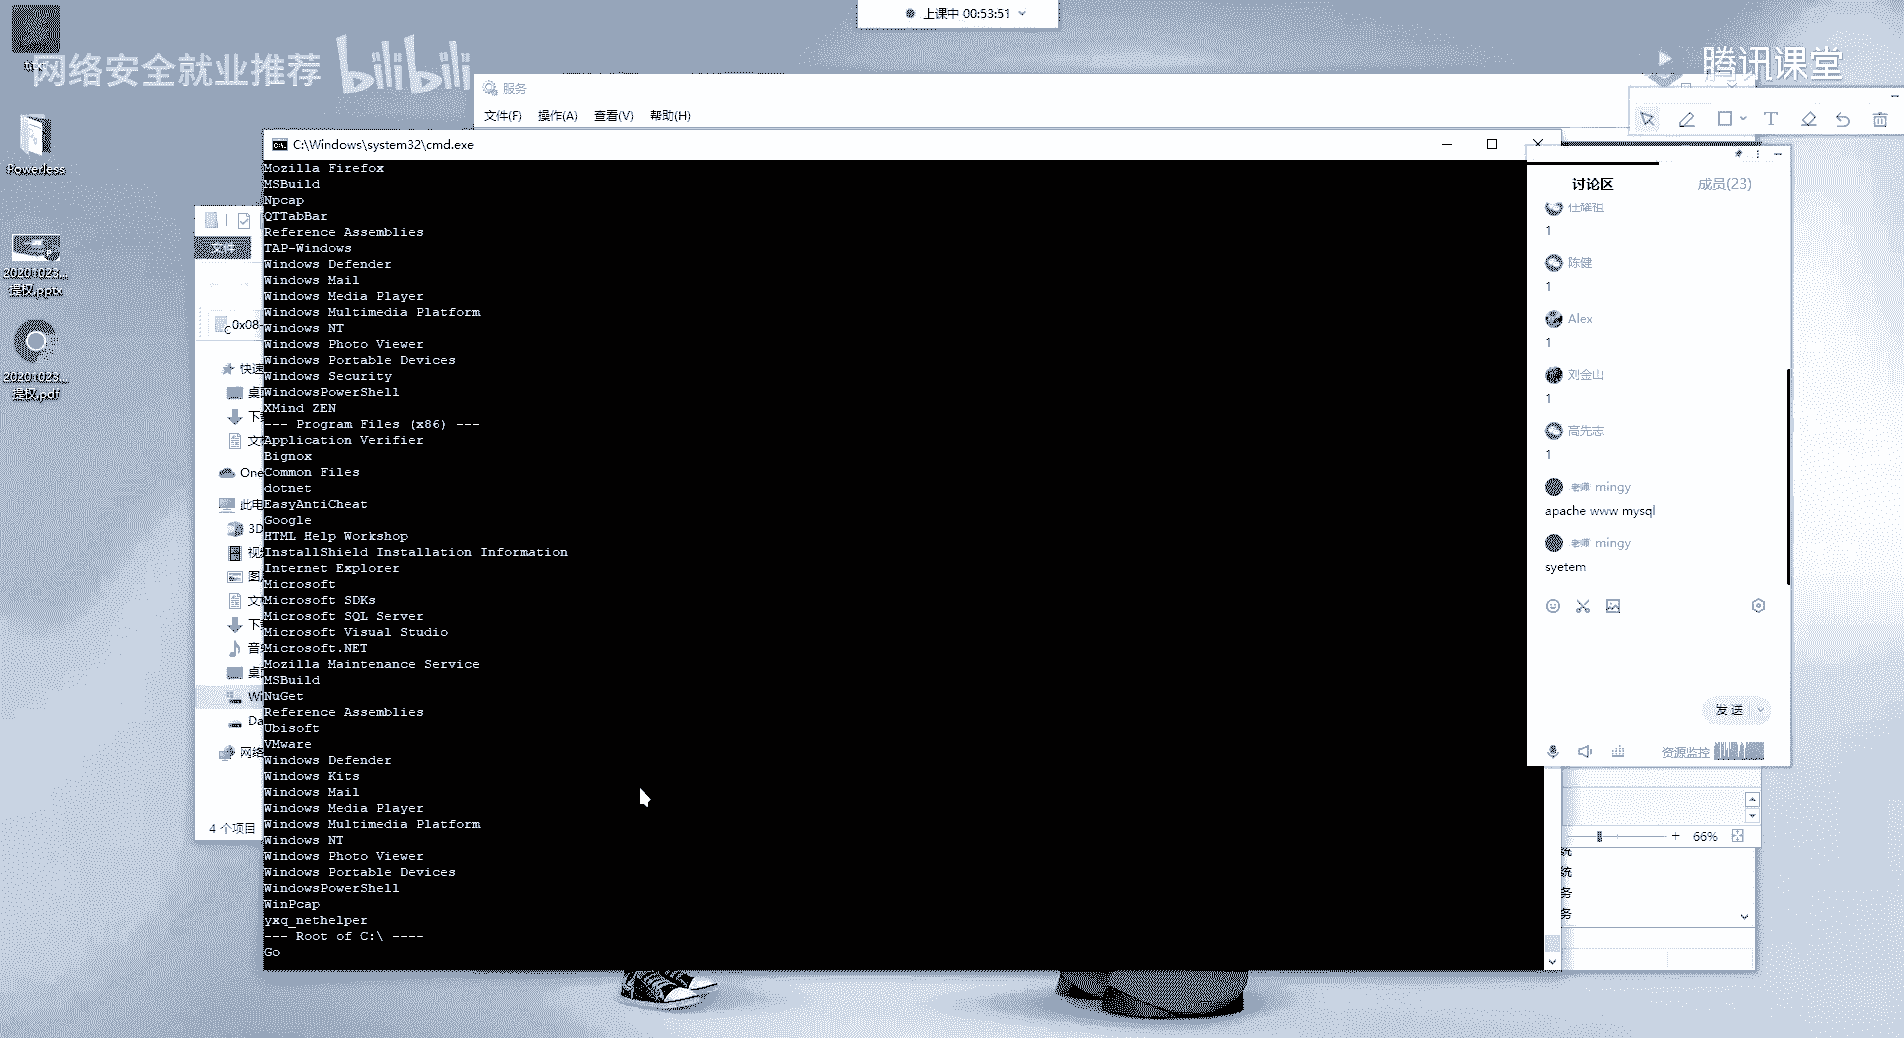 上课中 00:53:51
网络安全就业推荐 bilibili
腾讯课堂
服务
文件(F) 操作(A) 查看(V) 帮助(H)
C:\Windows\system32\cmd.exe
Mozilla Firefox
MSBuild
Npcap
QTTabBar
Reference Assemblies
TAP-Windows
Windows Defender
Windows Mail
Windows Media Player
Windows Multimedia Platform
Windows NT
Windows Photo Viewer
Windows Portable Devices
Windows Security
WindowsPowerShell
XMind ZEN
--- Program Files (x86) ---
Application Verifier
Bignox
Common Files
dotnet
EasyAntiCheat
Google
HTML Help Workshop
InstallShield Installation Information
Internet Explorer
Microsoft
Microsoft SDKs
Microsoft SQL Server
Microsoft Visual Studio
Microsoft.NET
Mozilla Maintenance Service
MSBuild
NuGet
Reference Assemblies
Ubisoft
VMware
Windows Defender
Windows Kits
Windows Mail
Windows Media Player
Windows Multimedia Platform
Windows NT
Windows Photo Viewer
Windows Portable Devices
WindowsPowerShell
WinPcap
yxq_nethelper
--- Root of C:\ ----
Go
Powerless
20201023...
提权.pptx
20201023...
提权.pdf
文件
0x08-
快速
桌
下
文
One
此电
3D
视
图
文
下
音
桌
Wi
Da
网络
4 个项目
讨论区 成员(23)
1
陈健
1
Alex
1
刘金山
1
高先志
1
老师 mingy
apache www mysql
老师 mingy
syetem
发送
资源监控
66%
统
统
务
务